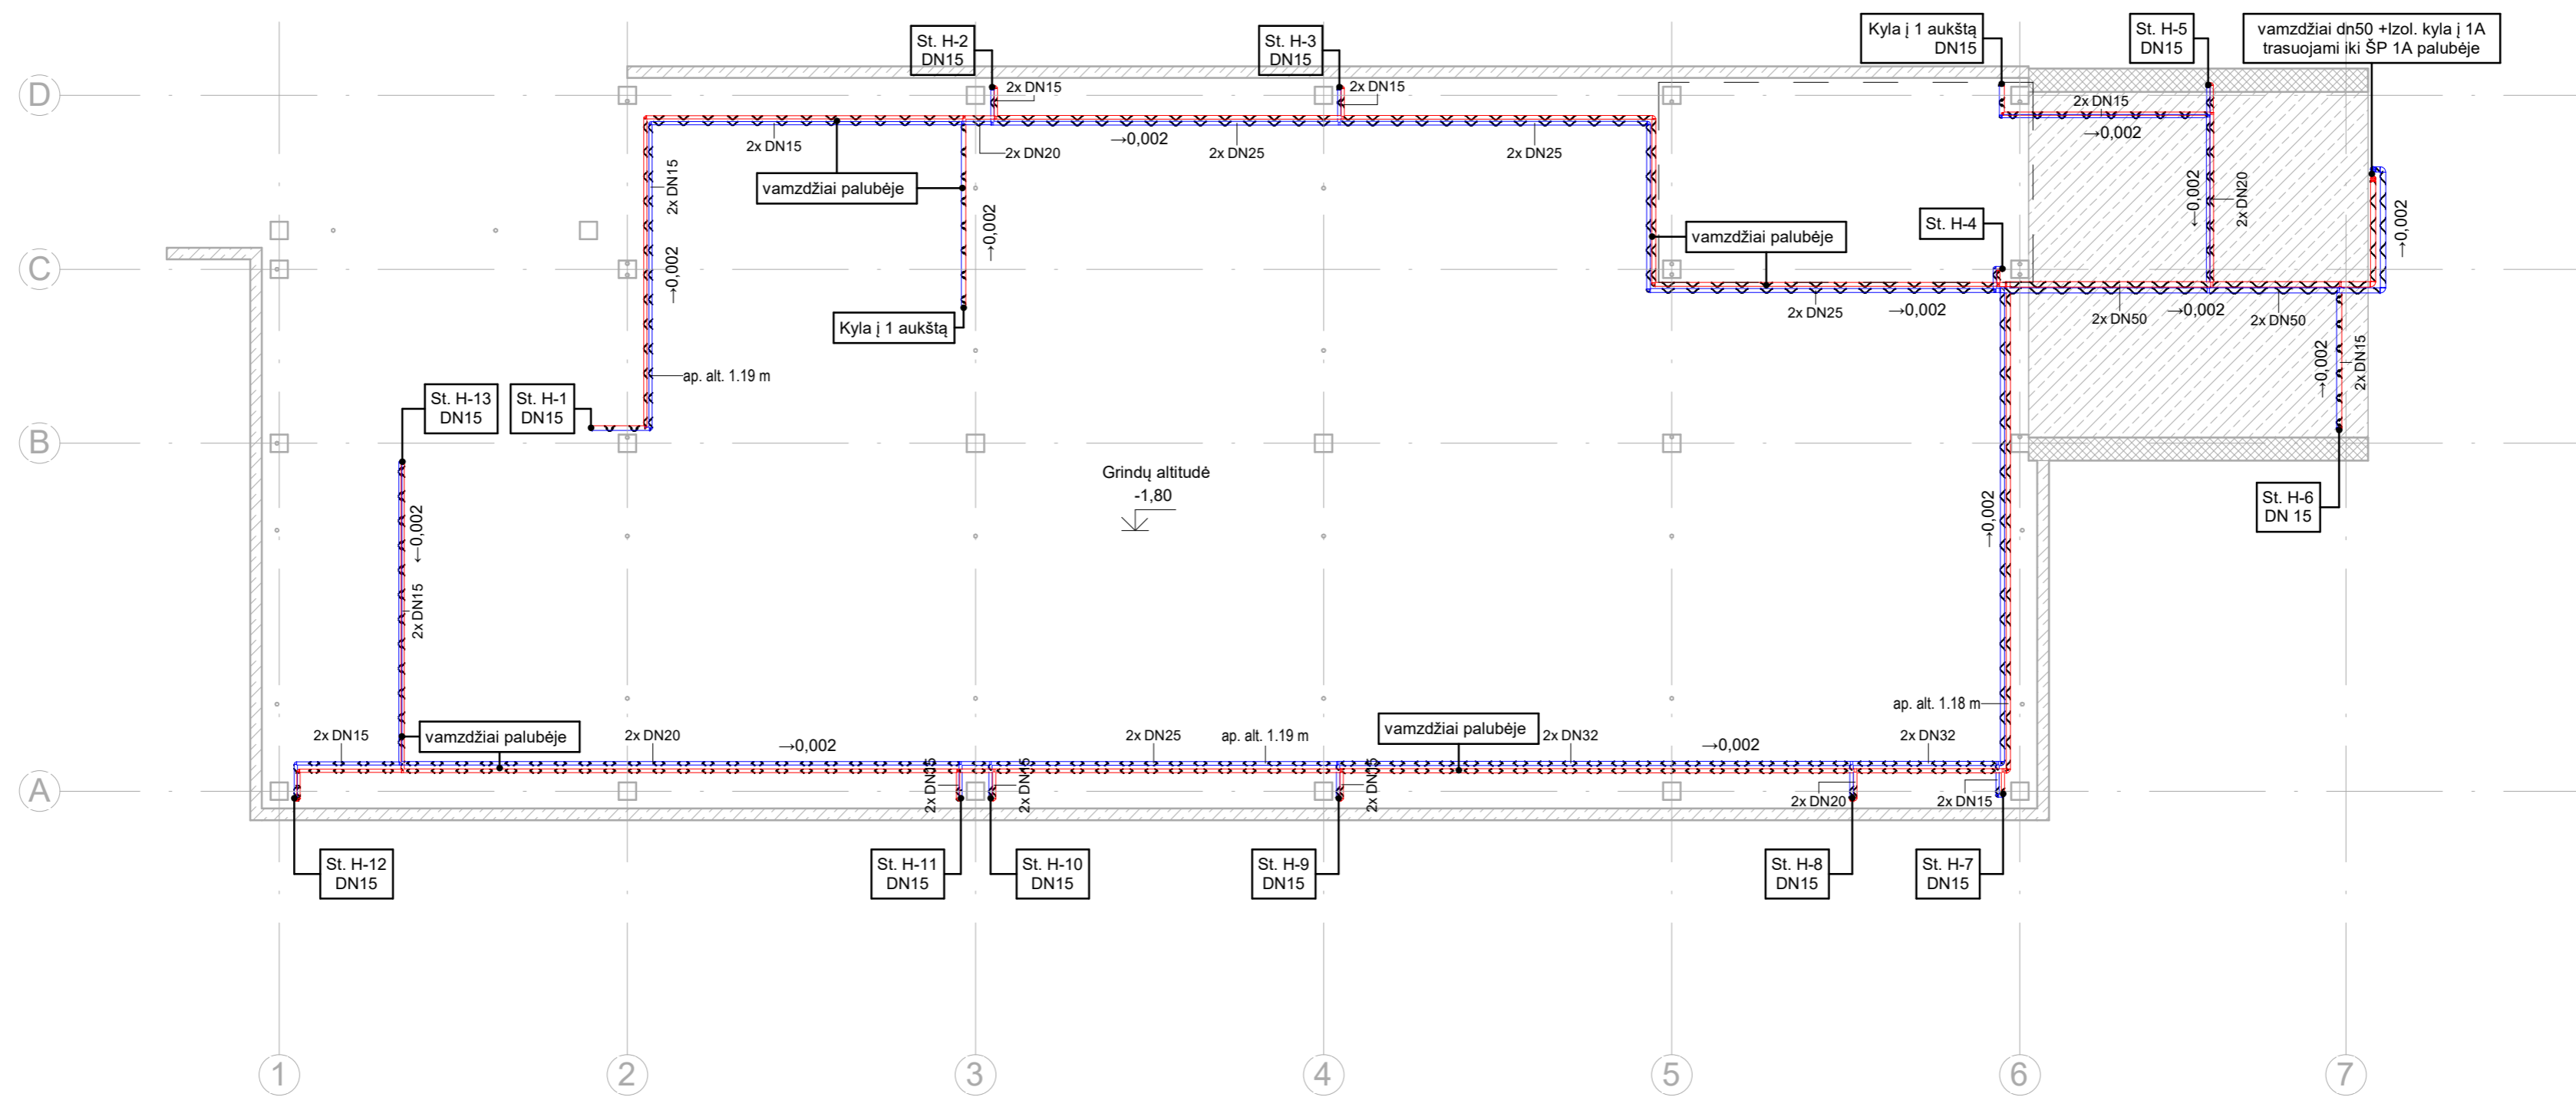 St. H-2
DN15
St. H-3
DN15
Kyla į 1 aukštą
DN15
St. H-5
DN15
vamzdžiai dn50 +Izol. kyla į 1A
trasuojami iki ŠP 1A palubėje
D
2x DN15
2x DN15
2x DN15
→0,002
2x DN15
2x DN20
→0,002
2x DN25
2x DN25
vamzdžiai palubėje
2x DN15
→0,002
→0,002
→0,002
2x DN20
→0,002
St. H-4
vamzdžiai palubėje
C
Kyla į 1 aukštą
2x DN25
→0,002
2x DN50
→0,002
2x DN50
ap. alt. 1.19 m
→0,002
2x DN15
St. H-13
DN15
St. H-1
DN15
B
Grindų altitudė
-1,80
→0,002
→0,002
St. H-6
DN 15
2x DN15
ap. alt. 1.18 m
2x DN15
vamzdžiai palubėje
2x DN20
→0,002
2x DN25
ap. alt. 1.19 m
vamzdžiai palubėje
2x DN32
→0,002
2x DN32
A
2x DN15
2x DN15
2x DN15
2x DN20
2x DN15
St. H-12
DN15
St. H-11
DN15
St. H-10
DN15
St. H-9
DN15
St. H-8
DN15
St. H-7
DN15
1
2
3
4
5
6
7